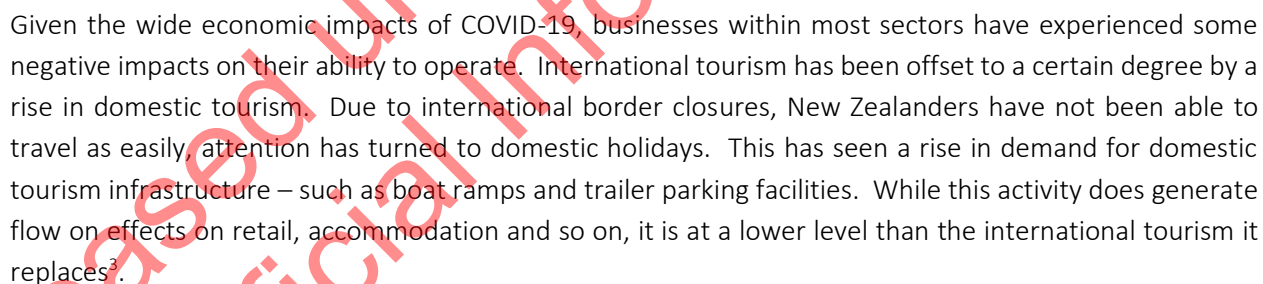 Given the wide economic impacts of COVID-19, businesses within most sectors have experienced some
negative impacts on their ability to operate.  International tourism has been offset to a certain degree by a
rise in domestic tourism.  Due to international border closures, New Zealanders have not been able to
travel as easily, attention has turned to domestic holidays.  This has seen a rise in demand for domestic
tourism infrastructure – such as boat ramps and trailer parking facilities.  While this activity does generate
flow on effects on retail, accommodation and so on, it is at a lower level than the international tourism it
replaces³.